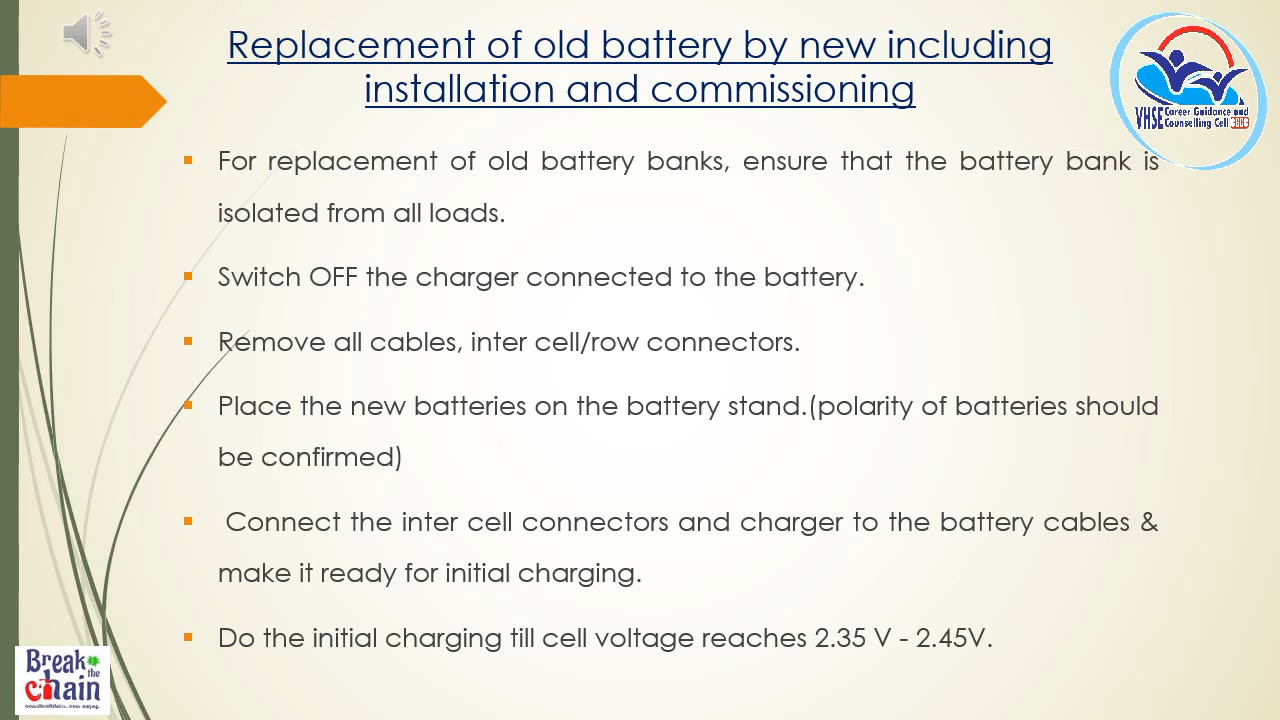 Replacement of old battery by new including
installation and commissioning
VHSE Career Guidance and
Counselling Cell
For replacement of old battery banks, ensure that the battery bank is
isolated from all loads.
Switch OFF the charger connected to the battery.
Remove all cables, inter cell/row connectors.
Place the new batteries on the battery stand.(polarity of batteries should
be confirmed)
Connect the inter cell connectors and charger to the battery cables &
make it ready for initial charging.
Do the initial charging till cell voltage reaches 2.35 V - 2.45V.
Break
the
chain